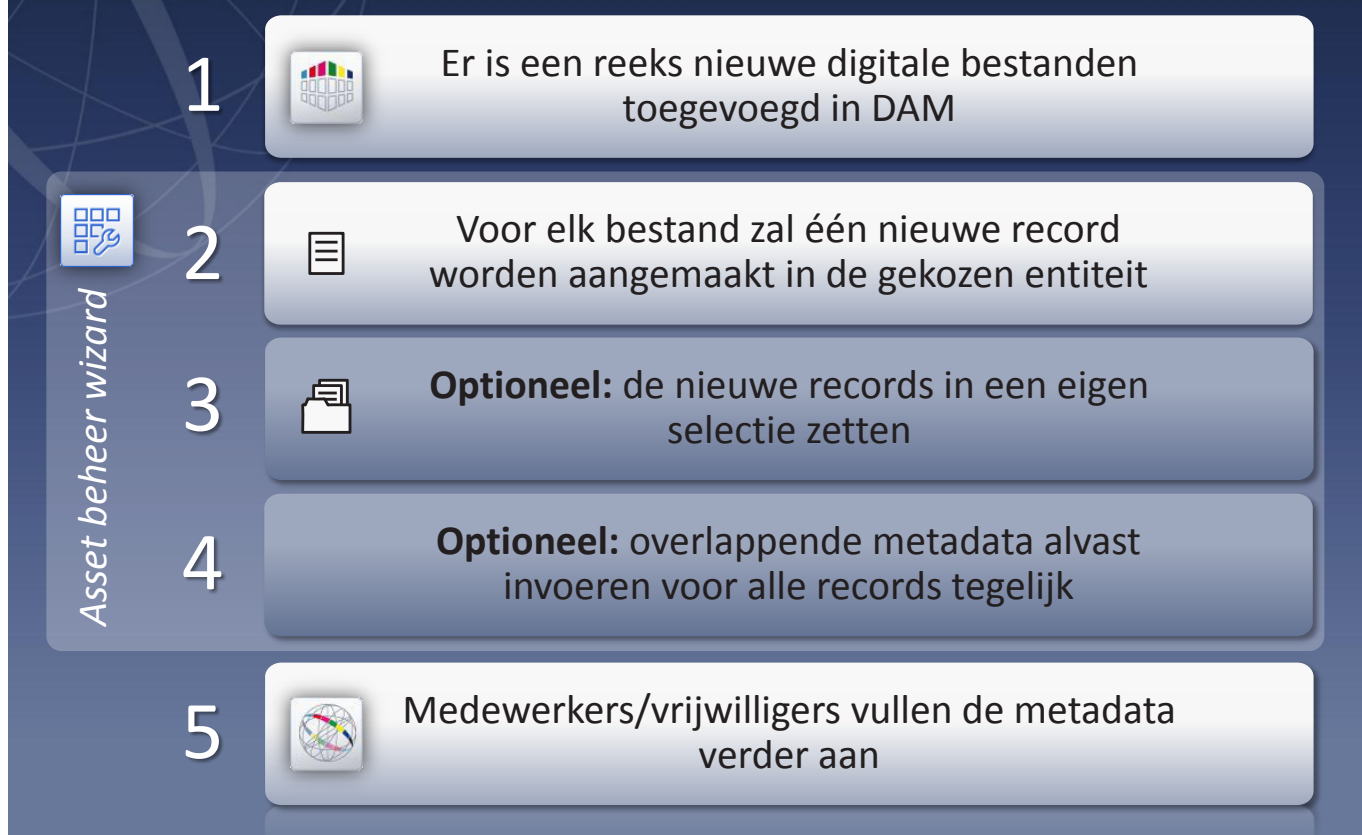 1
Er is een reeks nieuwe digitale bestanden
toegevoegd in DAM
Asset beheer wizard
2
Voor elk bestand zal één nieuwe record
worden aangemaakt in de gekozen entiteit
3
Optioneel: de nieuwe records in een eigen
selectie zetten
4
Optioneel: overlappende metadata alvast
invoeren voor alle records tegelijk
5
Medewerkers/vrijwilligers vullen de metadata
verder aan